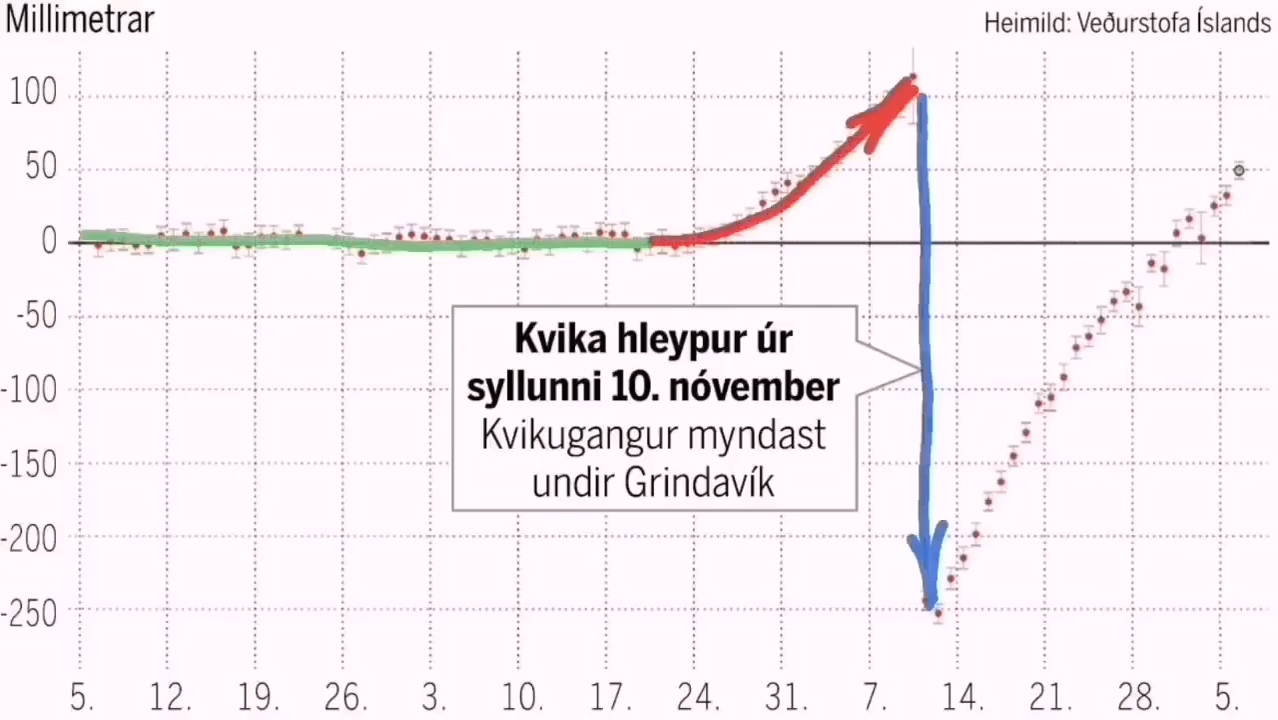 Millimetrar
Heimild: Veðurstofa Íslands
100
50
0
-50
-100
-150
-200
-250
Kvika hleypur úr
syllunni 10. nóvember
Kvikugangur myndast
undir Grindavík
5. 12. 19. 26. 3. 10. 17. 24. 31. 7. 14. 21. 28. 5.